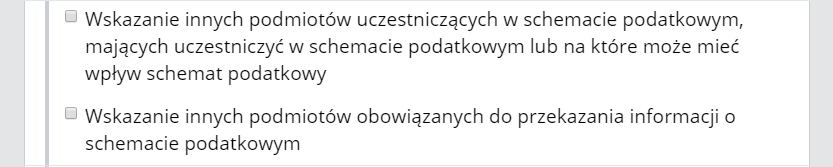 Wskazanie innych podmiotów uczestniczących w schemacie podatkowym,
mających uczestniczyć w schemacie podatkowym lub na które może mieć
wpływ schemat podatkowy
Wskazanie innych podmiotów obowiązanych do przekazania informacji o
schemacie podatkowym